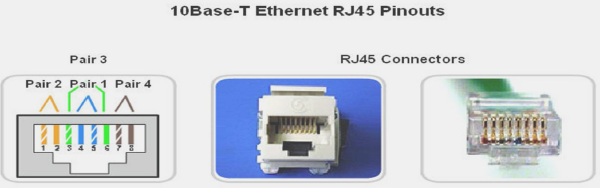 10Base-T Ethernet RJ45 Pinouts
Pair 3
RJ45 Connectors
Pair 2 Pair 1 Pair 4
1 2 3 4 5 6 7 8